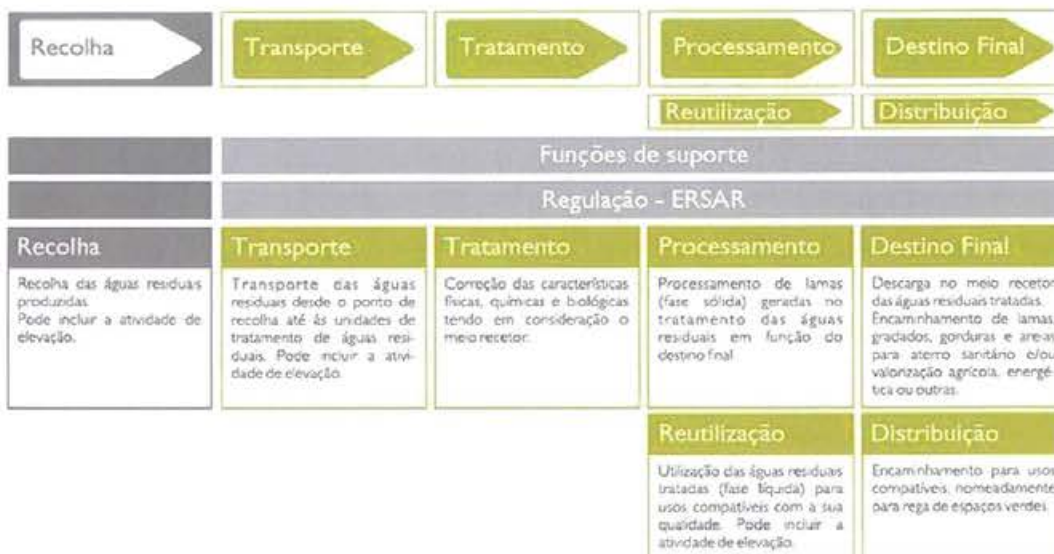 Recolha
Transporte
Tratamento
Processamento
Destino Final
Reutilização
Distribuição
Funções de suporte
Regulação - ERSAR
Recolha
Recolha das águas residuais
produzidas.
Pode incluir a atividade de
elevação.
Transporte
Transporte das águas
residuais desde o ponto de
recolha até às unidades de
tratamento de águas resi-
duais. Pode incluir a ativi-
dade de elevação.
Tratamento
Correção das características
físicas, químicas e biológicas
tendo em consideração o
meio recetor.
Processamento
Processamento de lamas
(fase sólida) geradas no
tratamento das águas
residuais em função do
destino final
Destino Final
Descarga no meio recetor
das águas residuais tratadas.
Encaminhamento de lamas,
gradados, gorduras e areias
para aterro sanitário e/ou
valorização agrícola, energé-
tica ou outras.
Reutilização
Utilização das águas residuais
tratadas (fase líquida) para
usos compatíveis com a sua
qualidade. Pode incluir a
atividade de elevação.
Distribuição
Encaminhamento para usos
compatíveis, nomeadamente
para rega de espaços verdes.